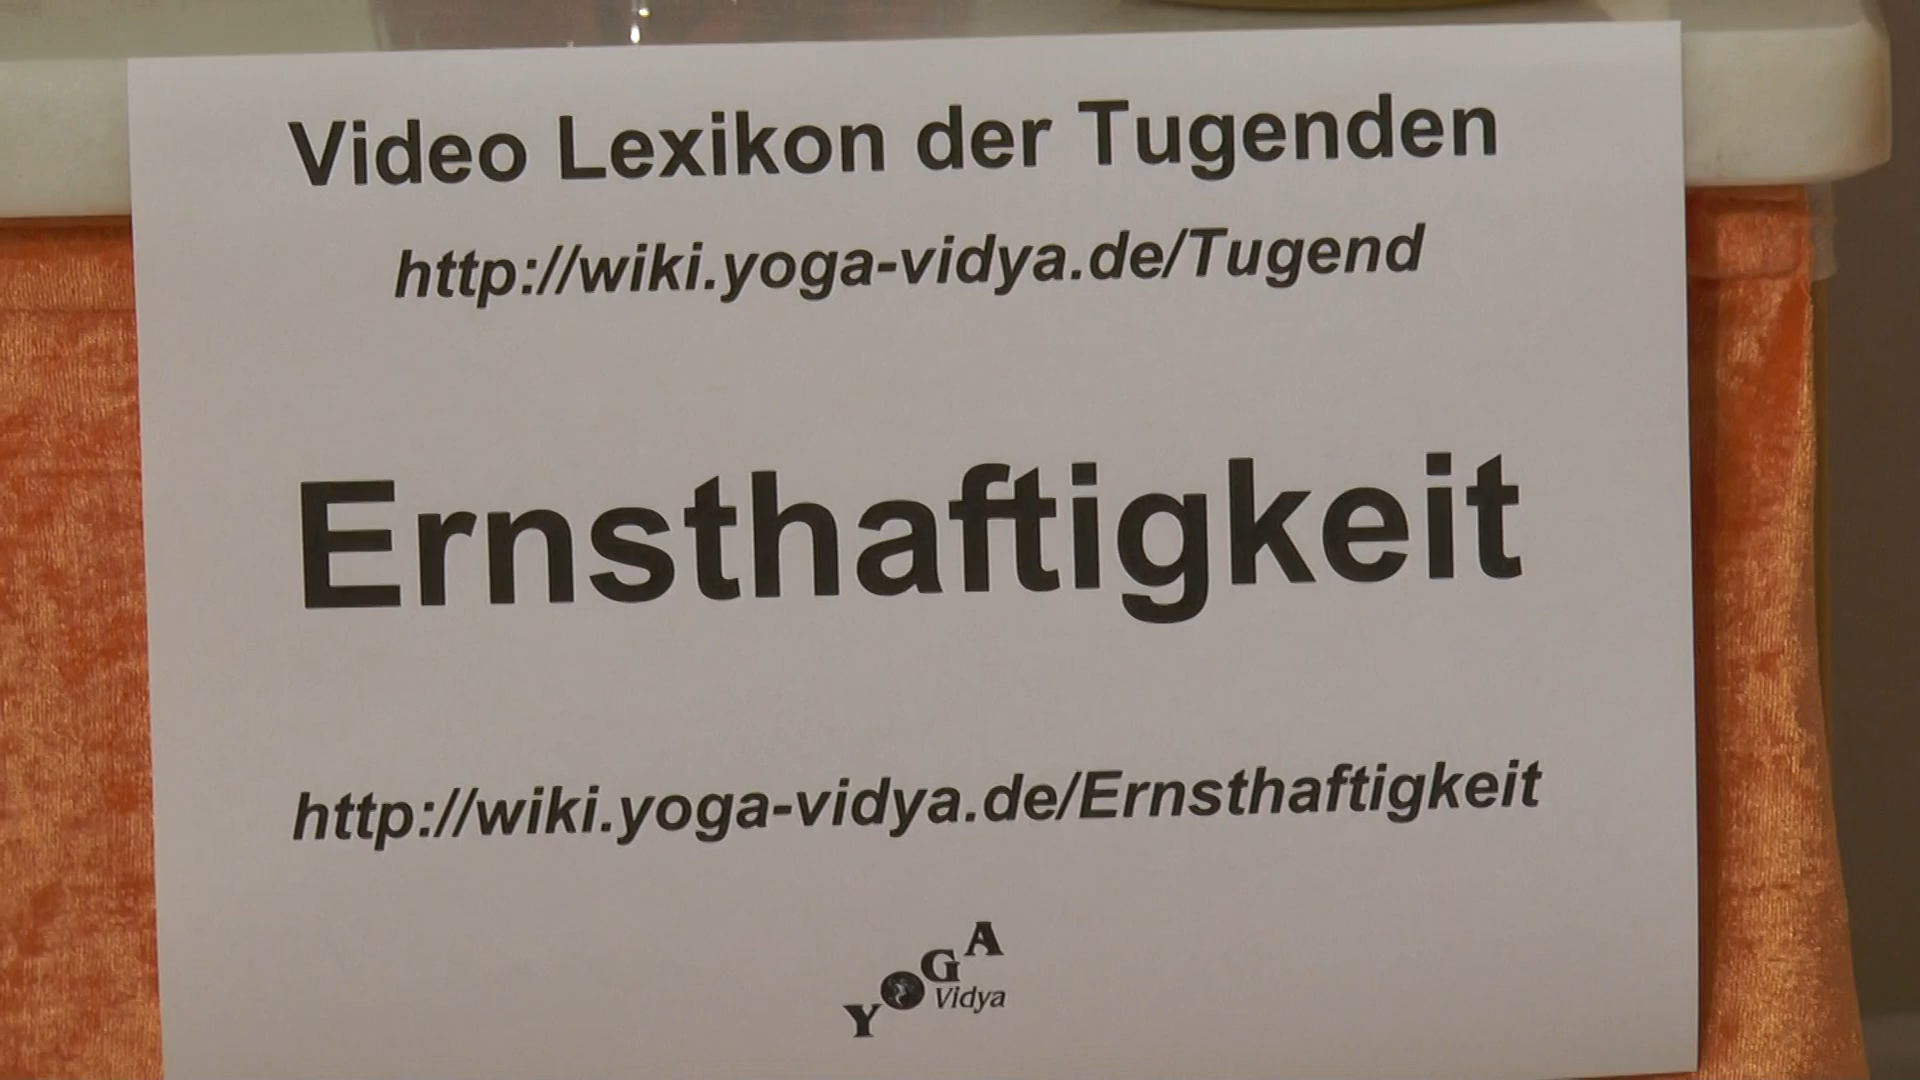 Video Lexikon der Tugenden
http://wiki.yoga-vidya.de/Tugend
Ernsthaftigkeit
http://wiki.yoga-vidya.de/Ernsthaftigkeit
YOGA
Vidya